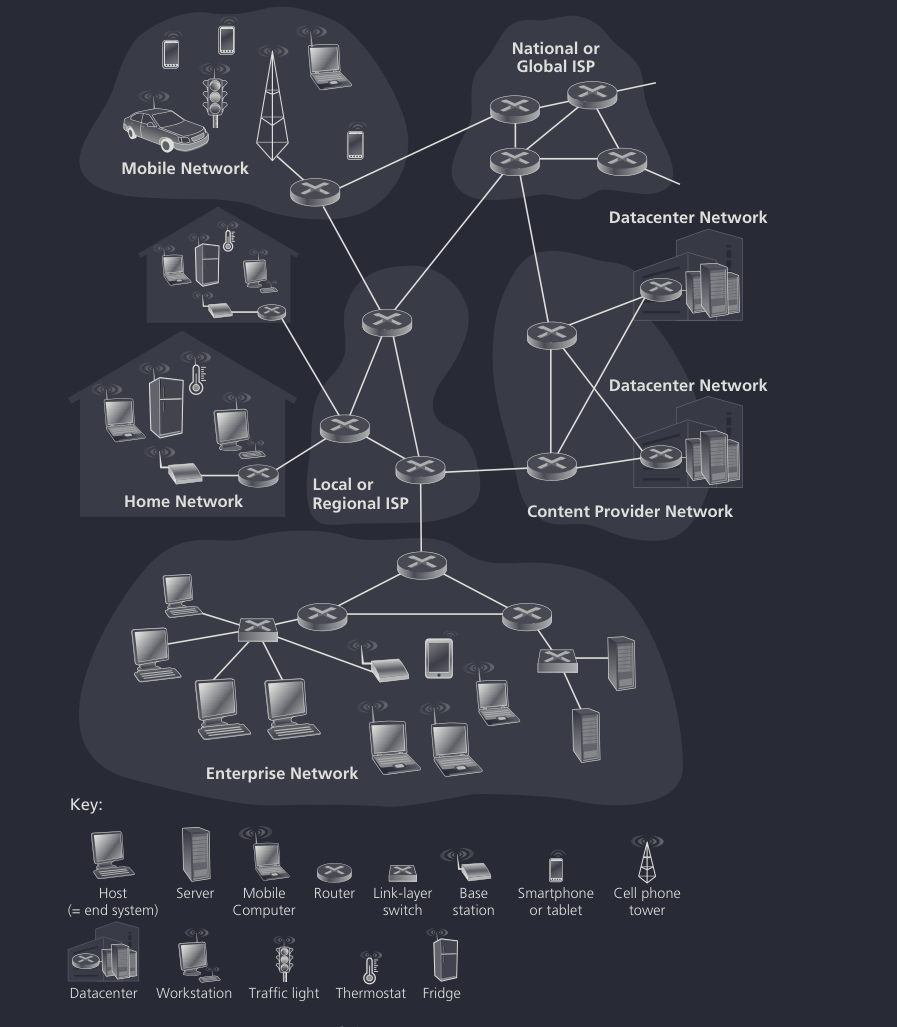 National or
Global ISP
Mobile Network
Datacenter Network
Datacenter Network
Local or
Regional ISP
Home Network
Content Provider Network
Enterprise Network
Key:
Host
(= end system)
Server
Mobile
Computer
Router
Link-layer
switch
Base
station
Smartphone
or tablet
Cell phone
tower
Datacenter
Workstation
Traffic light
Thermostat
Fridge